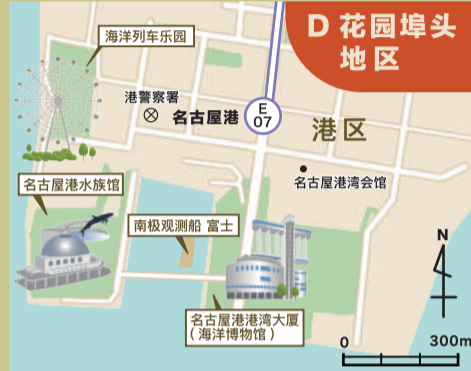 D 花园埠头
地区
海洋列车乐园
港警察署
名古屋港
E
07
港区
名古屋港湾会馆
名古屋港水族馆
南极观测船 富士
名古屋港港湾大厦
(海洋博物馆)
N
0 300m